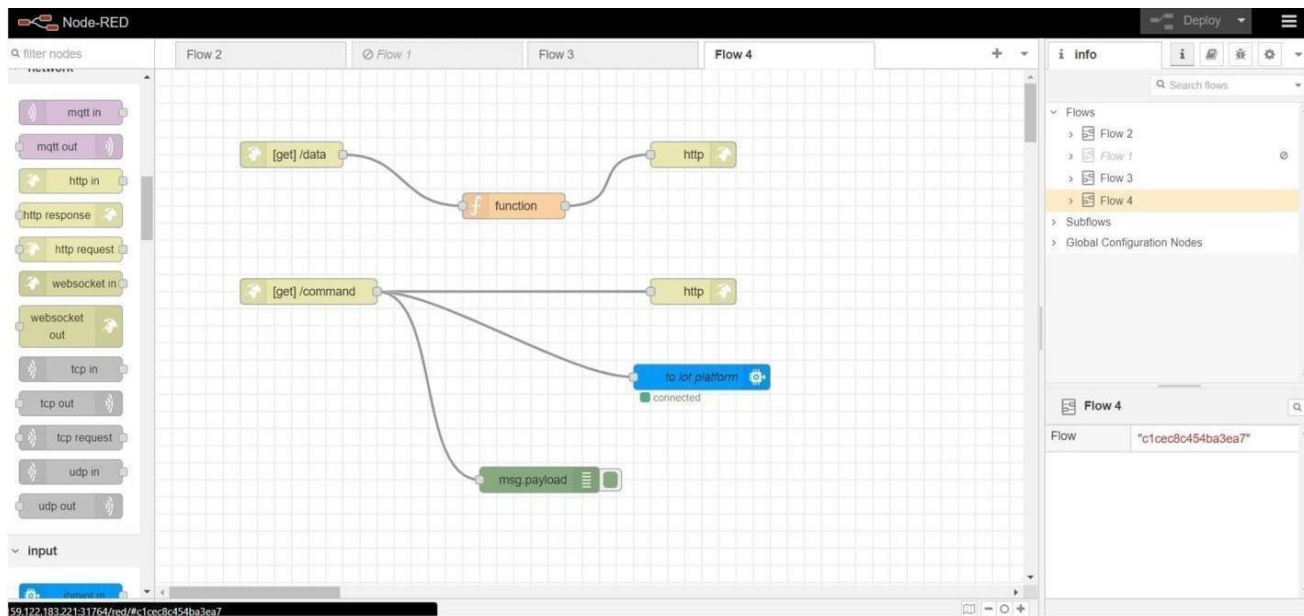 Node-RED
Deploy
filter nodes
Flow 2
Flow 1
Flow 3
Flow 4
info
i
Search flows
network
mqtt in
mqtt out
http in
http response
http request
websocket in
websocket
out
tcp in
tcp out
tcp request
udp in
udp out
input
ibmiot in
[get] /data
function
http
[get] /command
http
to iot platform
connected
msg.payload
Flows
Flow 2
Flow 1
Flow 3
Flow 4
Subflows
Global Configuration Nodes
Flow 4
Flow "c1cec8c454ba3ea7"
59.122.183.221:31764/red/#c1cec8c454ba3ea7